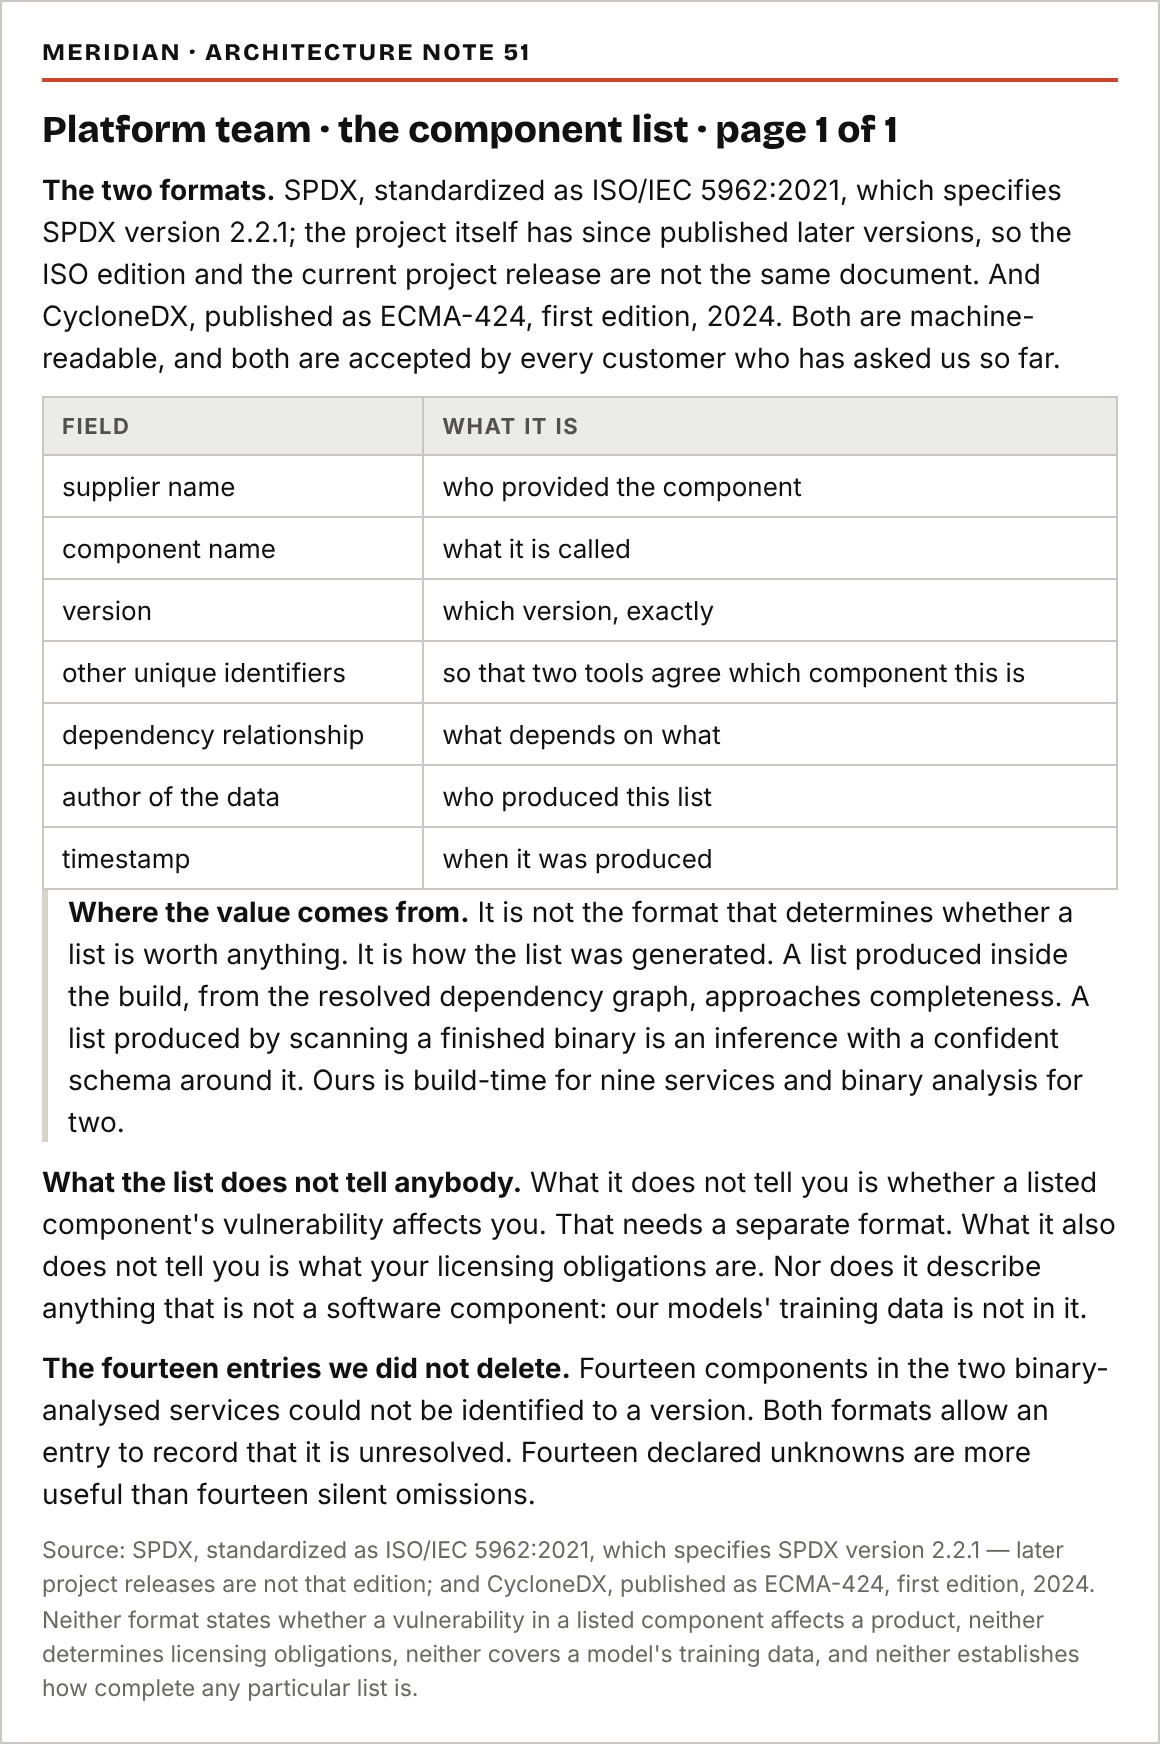 MERIDIAN · ARCHITECTURE NOTE 51
Platform team · the component list · page 1 of 1
The two formats. SPDX, standardized as ISO/IEC 5962:2021, which specifies
SPDX version 2.2.1; the project itself has since published later versions, so the
ISO edition and the current project release are not the same document. And
CycloneDX, published as ECMA-424, first edition, 2024. Both are machine-
readable, and both are accepted by every customer who has asked us so far.
FIELD WHAT IT IS
supplier name who provided the component
component name what it is called
version which version, exactly
other unique identifiers so that two tools agree which component this is
dependency relationship what depends on what
author of the data who produced this list
timestamp when it was produced
Where the value comes from. It is not the format that determines whether a
list is worth anything. It is how the list was generated. A list produced inside
the build, from the resolved dependency graph, approaches completeness. A
list produced by scanning a finished binary is an inference with a confident
schema around it. Ours is build-time for nine services and binary analysis for
two.
What the list does not tell anybody. What it does not tell you is whether a listed
component's vulnerability affects you. That needs a separate format. What it also
does not tell you is what your licensing obligations are. Nor does it describe
anything that is not a software component: our models' training data is not in it.
The fourteen entries we did not delete. Fourteen components in the two binary-
analysed services could not be identified to a version. Both formats allow an
entry to record that it is unresolved. Fourteen declared unknowns are more
useful than fourteen silent omissions.
Source: SPDX, standardized as ISO/IEC 5962:2021, which specifies SPDX version 2.2.1 — later
project releases are not that edition; and CycloneDX, published as ECMA-424, first edition, 2024.
Neither format states whether a vulnerability in a listed component affects a product, neither
determines licensing obligations, neither covers a model's training data, and neither establishes
how complete any particular list is.